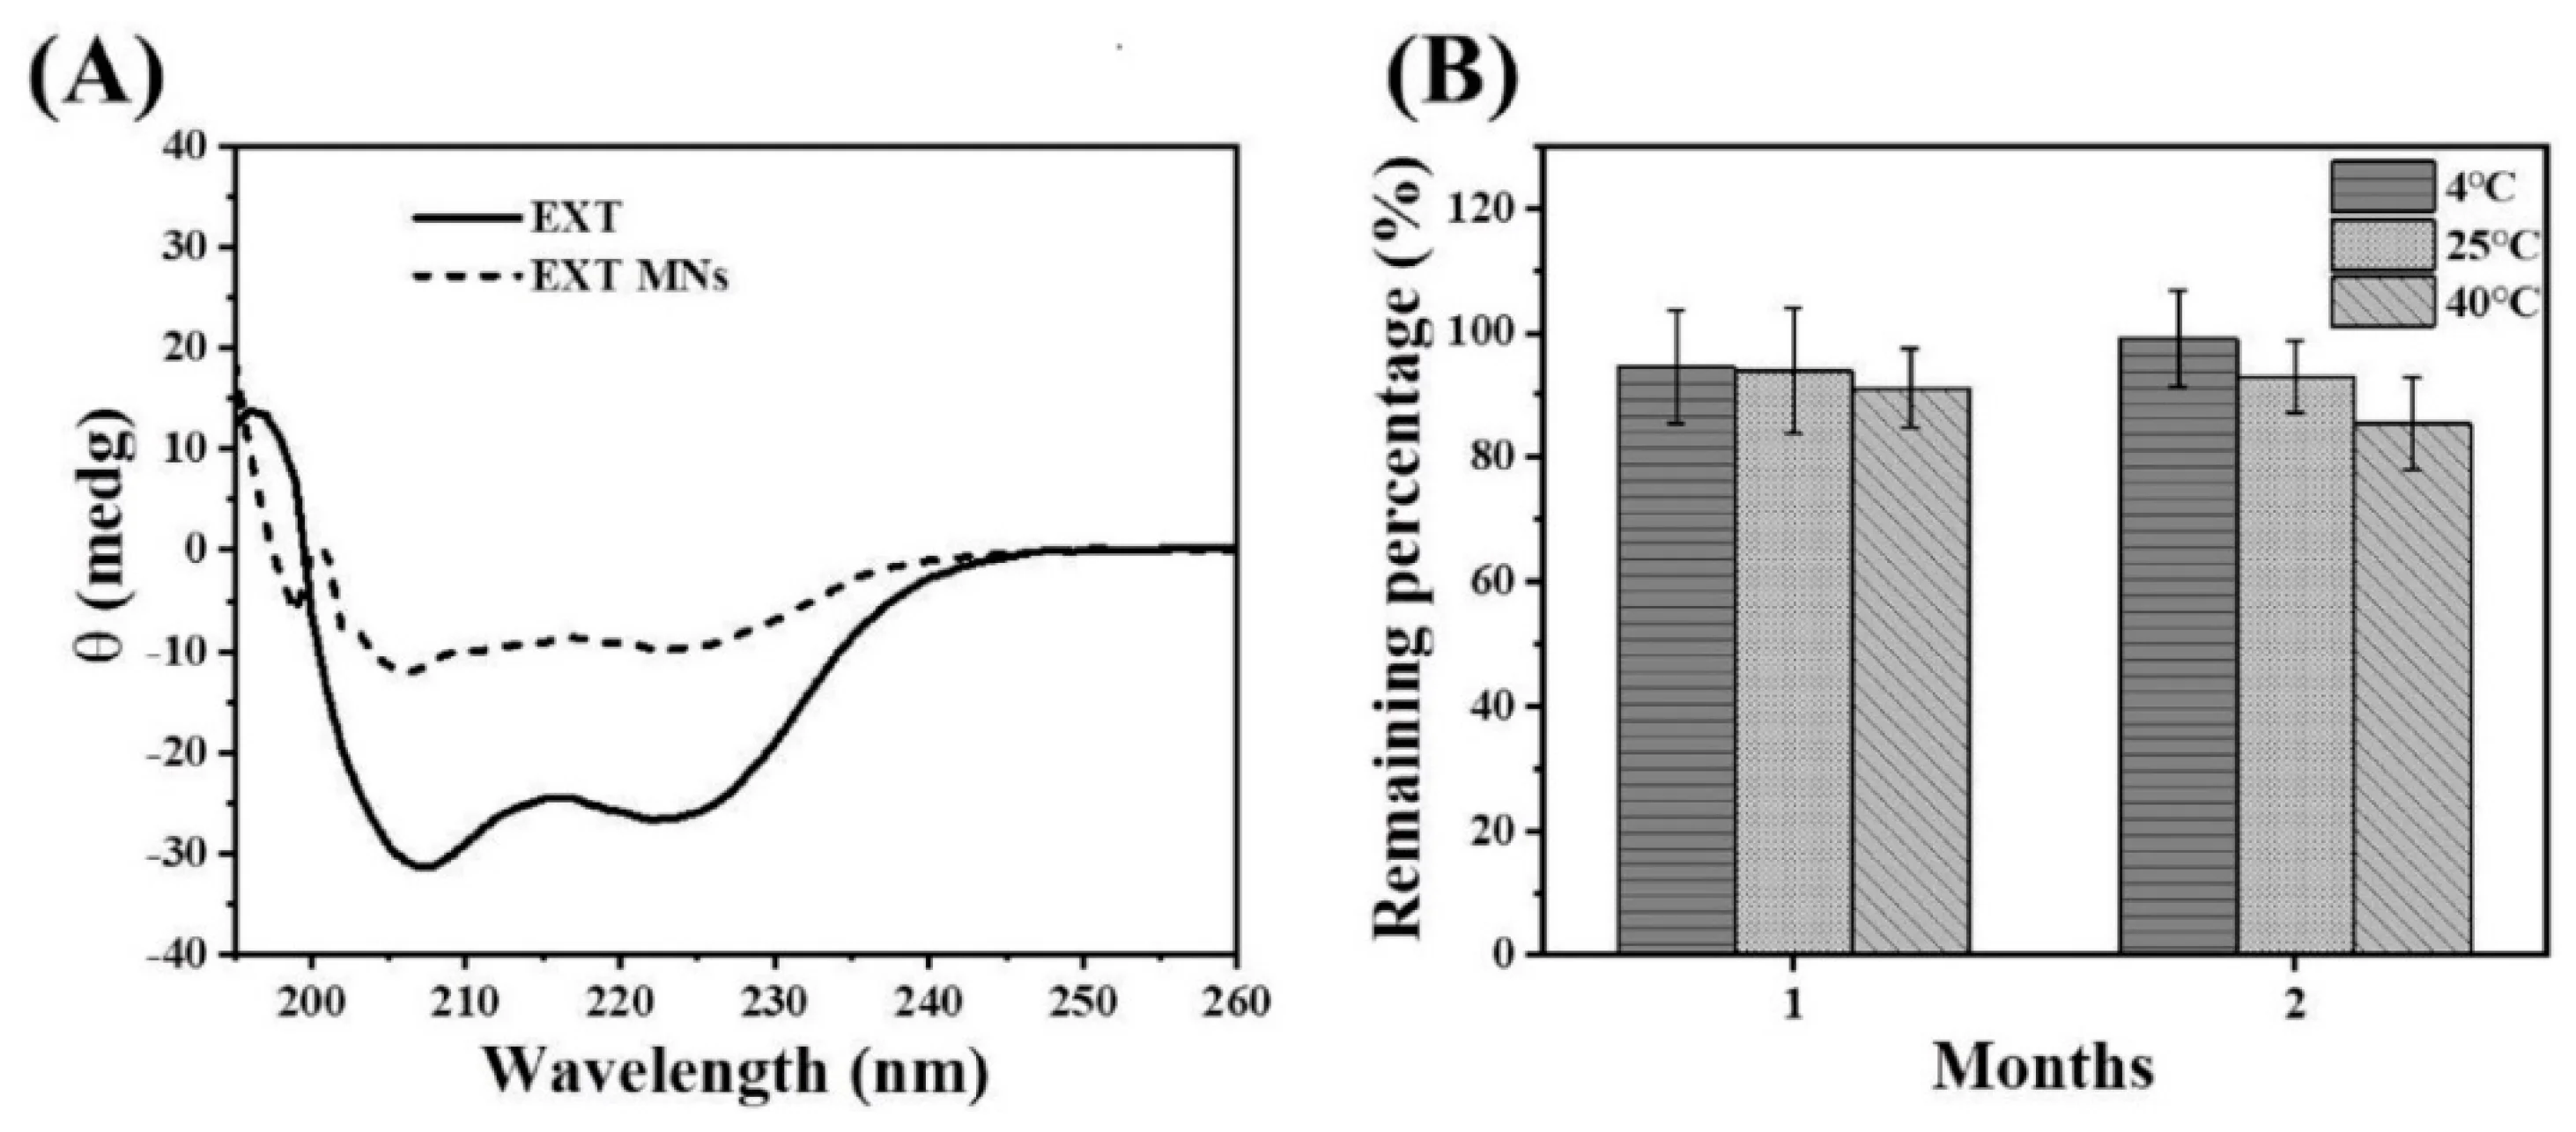 (A)
40
30
20
10
0
-10
-20
-30
-40
θ (medg)
EXT
EXT MNs
200 210 220 230 240 250 260
Wavelength (nm)
(B)
120
100
80
60
40
20
0
Remaining percentage (%)
4°C
25°C
40°C
1 2
Months